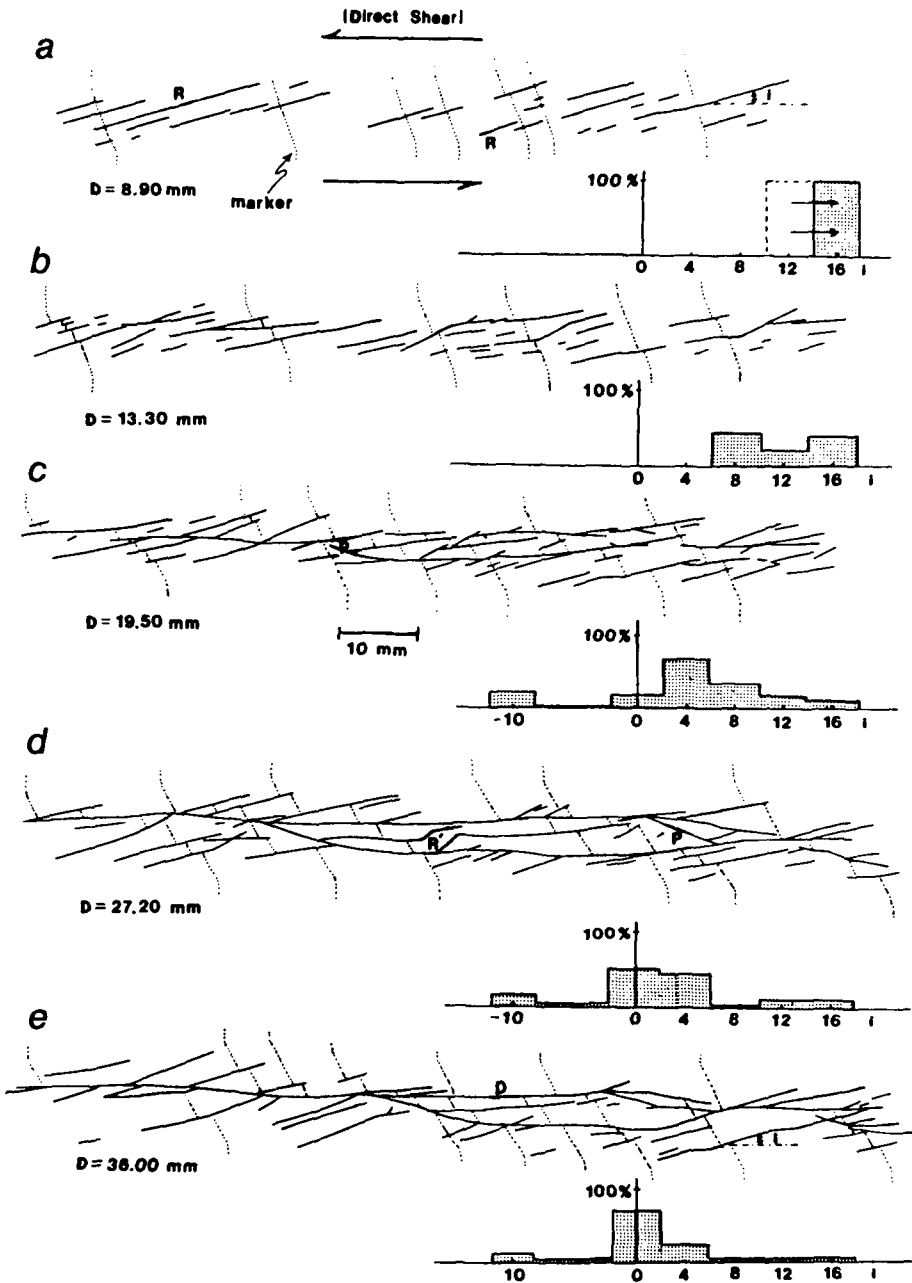 (Direct Shear)
a
R
i
R
D = 8.90 mm
marker
100%
0 4 8 12 16 i
b
D = 13.30 mm
100%
0 4 8 12 16 i
c
P
D = 19.50 mm
10 mm
100%
-10 0 4 8 12 16 i
d
R'
P
D = 27.20 mm
100%
-10 0 4 8 12 16 i
e
D
i
D = 36.00 mm
100%
10 0 4 8 12 16 i